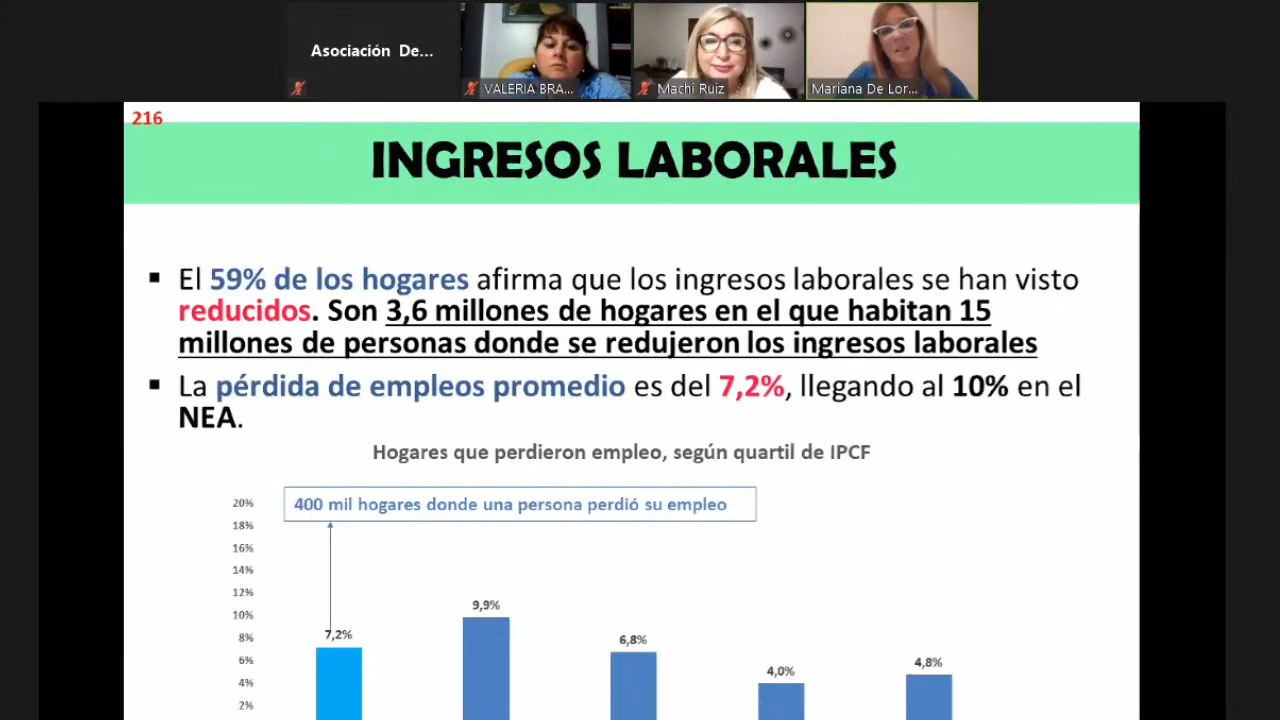 Asociación De...
VALERIA BRA...
Machi Ruiz
Mariana De Lor...
216
INGRESOS LABORALES
▪ El 59% de los hogares afirma que los ingresos laborales se han visto
reducidos. Son 3,6 millones de hogares en el que habitan 15
millones de personas donde se redujeron los ingresos laborales
▪ La pérdida de empleos promedio es del 7,2%, llegando al 10% en el
NEA.
Hogares que perdieron empleo, según quartil de IPCF
400 mil hogares donde una persona perdió su empleo
20%
18%
16%
14%
12%
10%
8%
6%
4%
2%
7,2%
9,9%
6,8%
4,0%
4,8%